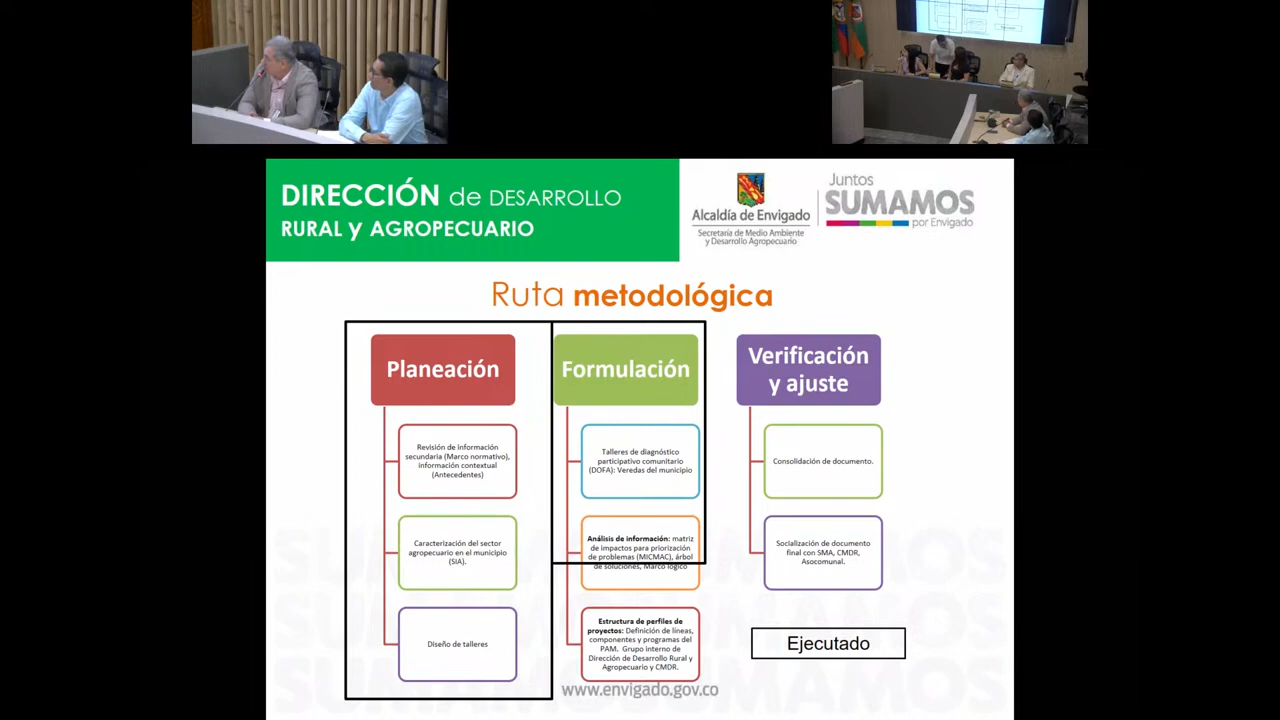 DIRECCIÓN de DESARROLLO
RURAL y AGROPECUARIO
Alcaldía de Envigado
Secretaría de Medio Ambiente
y Desarrollo Agropecuario
Juntos
SUMAMOS
por Envigado
Ruta metodológica
Planeación
Revisión de información
secundaria (Marco normativo),
información contextual
(Antecedentes)
Caracterización del sector
agropecuario en el municipio
(SIA).
Diseño de talleres
Formulación
Talleres de diagnóstico
participativo comunitario
(DOFA): Veredas del municipio
Análisis de información: matriz
de impactos para priorización
de problemas (MICMAC), árbol
de soluciones, Marco lógico
Estructura de perfiles de
proyectos: Definición de líneas,
componentes y programas del
PAM. Grupo interno de
Dirección de Desarrollo Rural y
Agropecuario y CMDR.
Verificación
y ajuste
Consolidación de documento.
Socialización de documento
final con SMA, CMDR,
Asocomunal.
Ejecutado
www.envigado.gov.co
SUMAMOSSUMAMOS
SUMAMOSSUMAMOS
SUMAMOSSUMAMOS